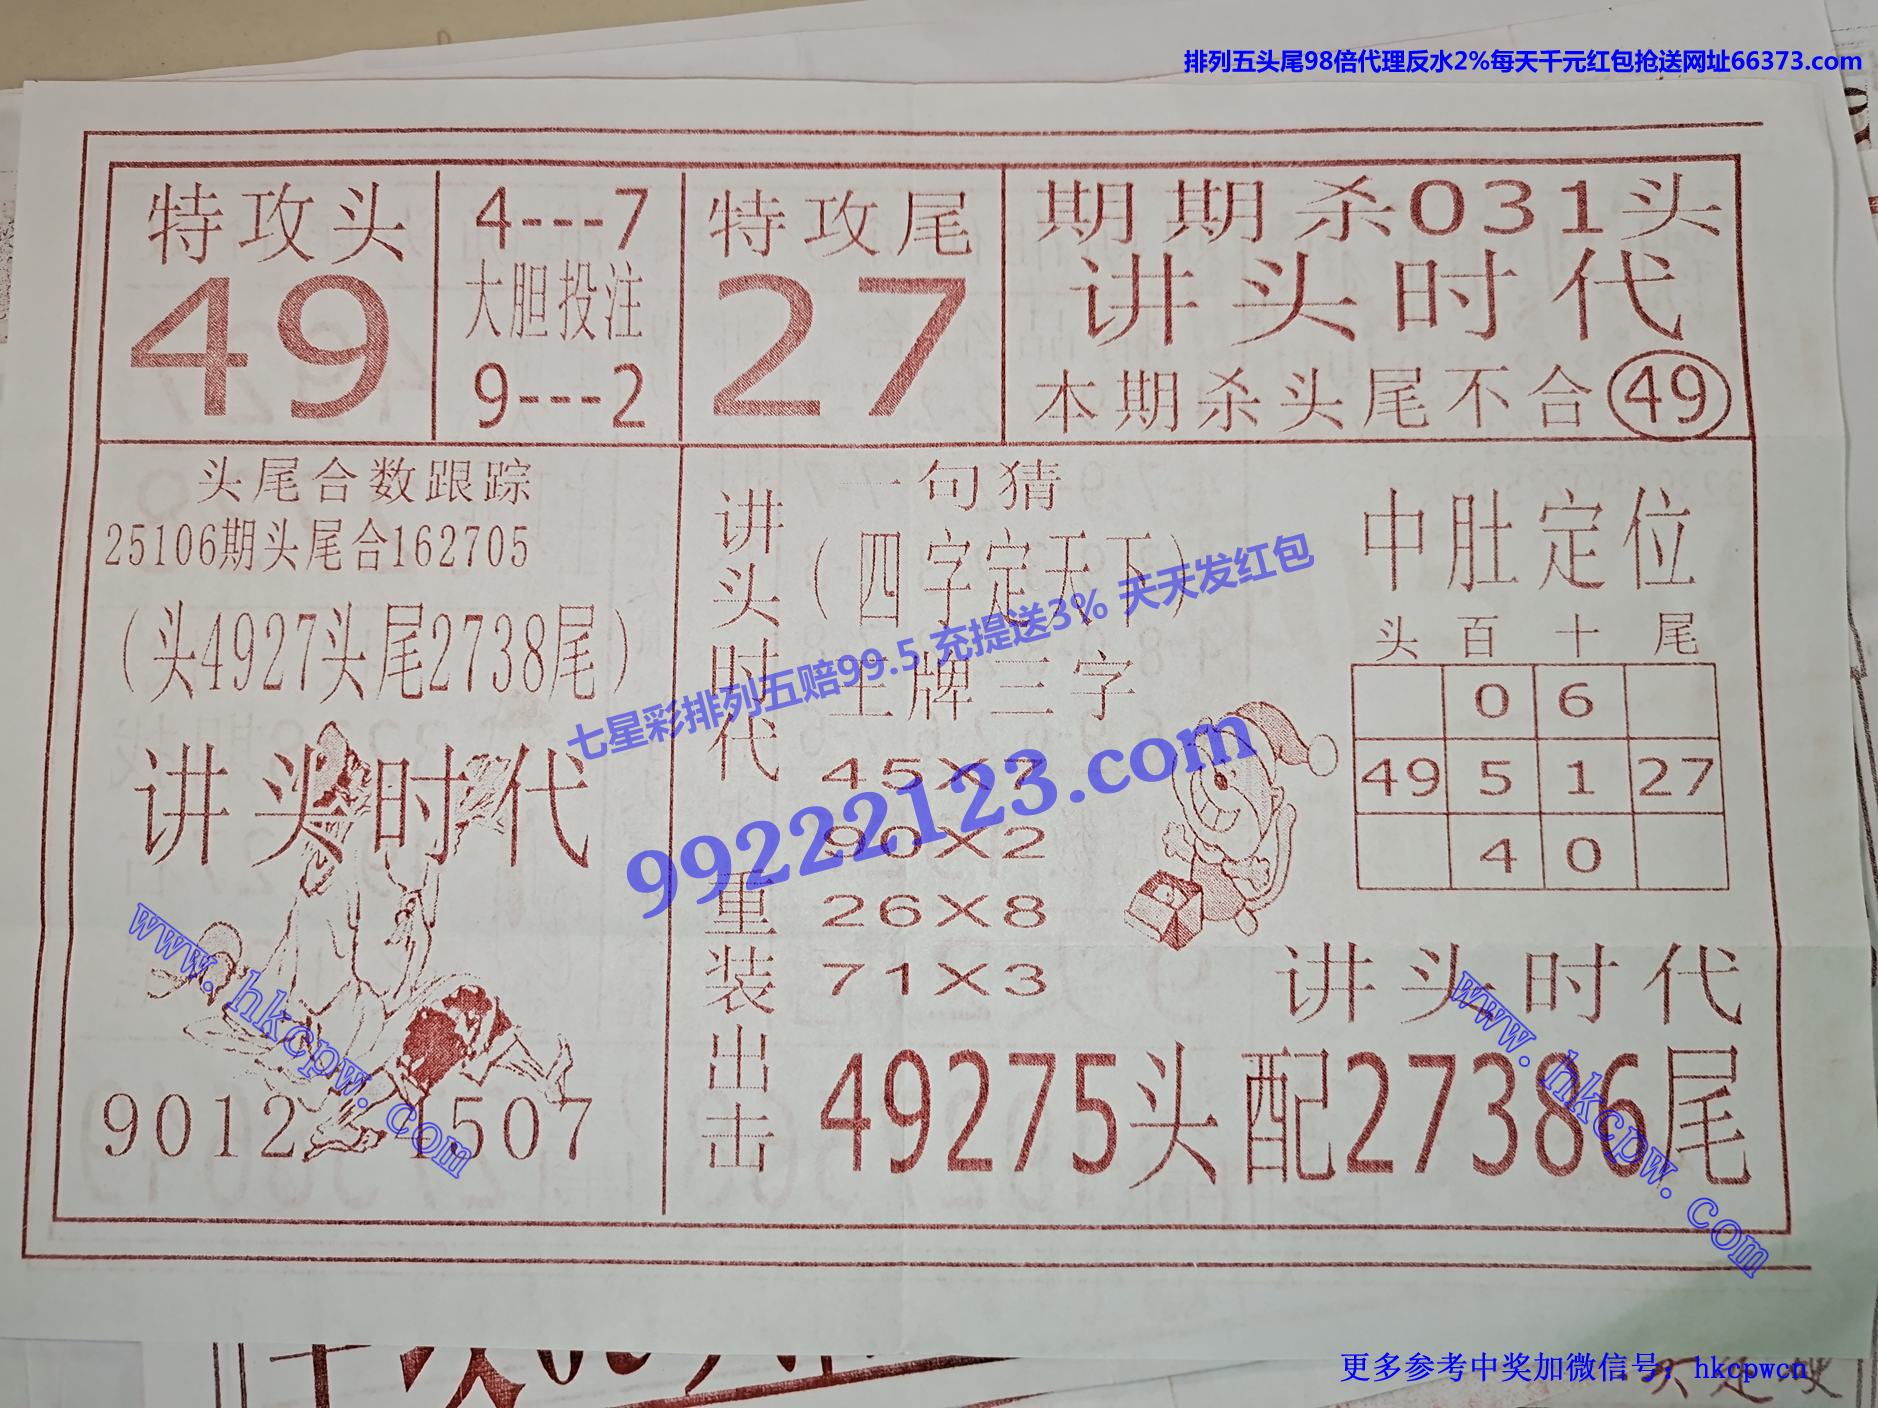 排列五头尾98倍代理反水2%每天千元红包抢送网址66373.com
特攻头
49
4---7
大胆投注
9---2
特攻尾
27
期期杀031头
讲头时代
本期杀头尾不合49
头尾合数跟踪
25106期头尾合162705
(头4927头尾2738尾)
讲头时代
9012
4507
讲头时代
重装出击
一句猜
(四字定天下)
王牌三字
45X7
90X2
26X8
71X3
中肚定位
头 百 十 尾
0 6
49 5 1 27
4 0
讲头时代
49275头 配27386尾
七星彩排列五赔99.5 充提送3% 天天发红包
99222123.com
www.hkcpw.com
www.hkcpw.com
更多参考中奖加微信号：hkcpwcn